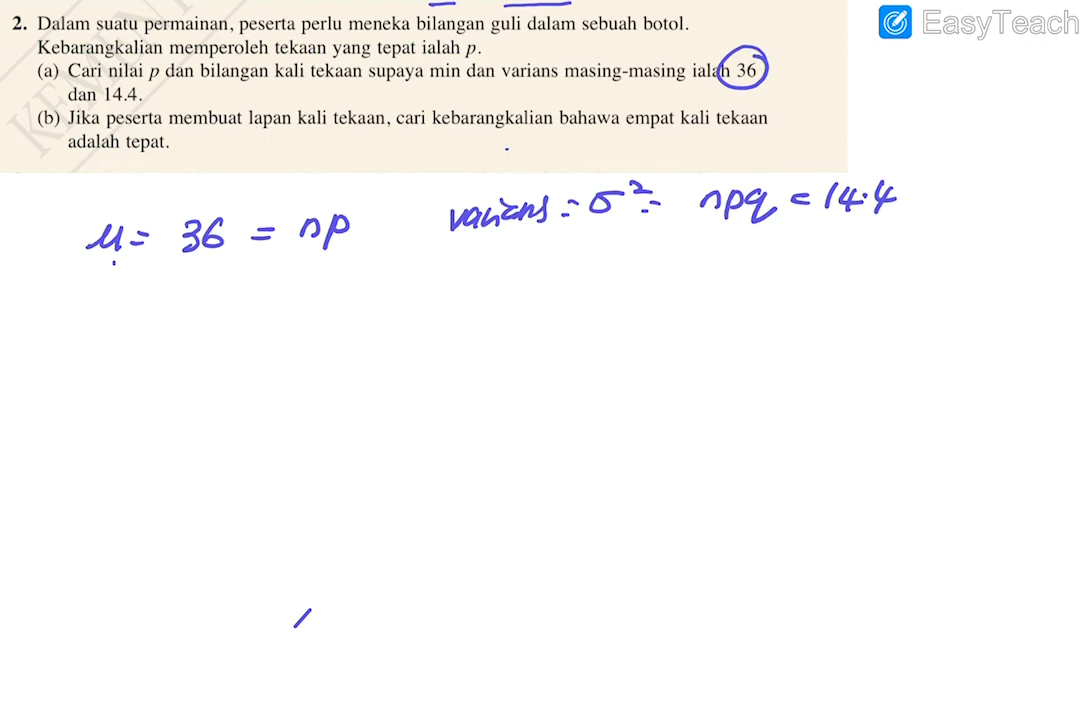 2. Dalam suatu permainan, peserta perlu meneka bilangan guli dalam sebuah botol.
Kebarangkalian memperoleh tekaan yang tepat ialah p.
(a) Cari nilai p dan bilangan kali tekaan supaya min dan varians masing-masing ialah 36
dan 14.4.
(b) Jika peserta membuat lapan kali tekaan, cari kebarangkalian bahawa empat kali tekaan
adalah tepat.
EasyTeach
KEMEN
μ = 36 = np
varians = σ² = npq = 14.4